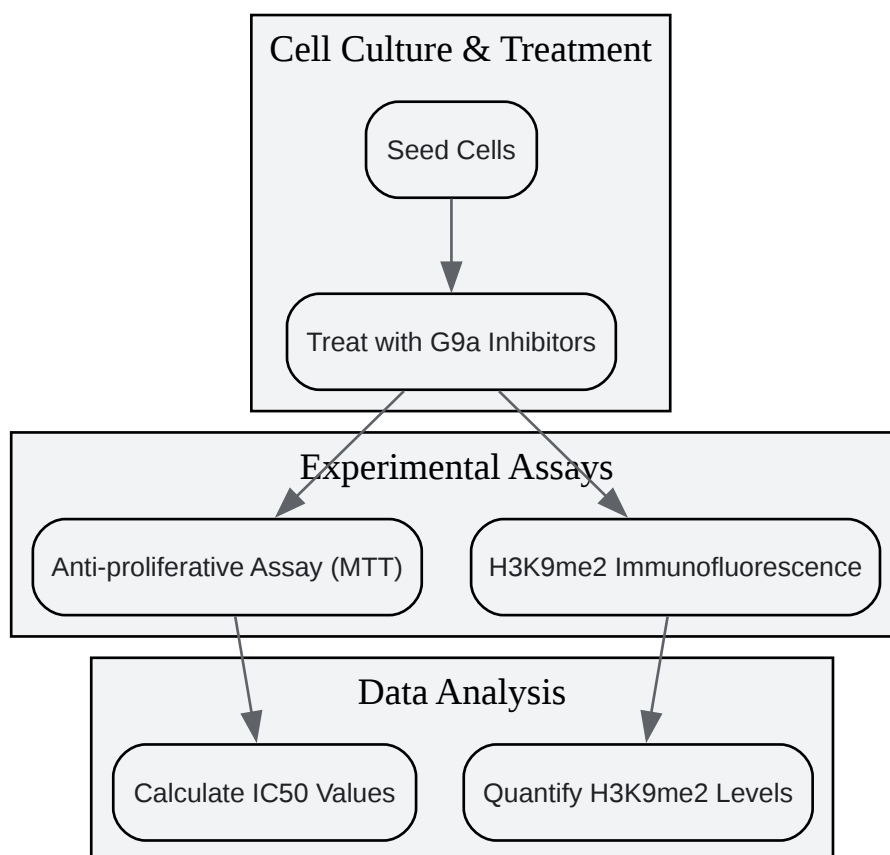 Cell Culture & Treatment
Seed Cells
Treat with G9a Inhibitors
Experimental Assays
Anti-proliferative Assay (MTT)
H3K9me2 Immunofluorescence
Data Analysis
Calculate IC50 Values
Quantify H3K9me2 Levels